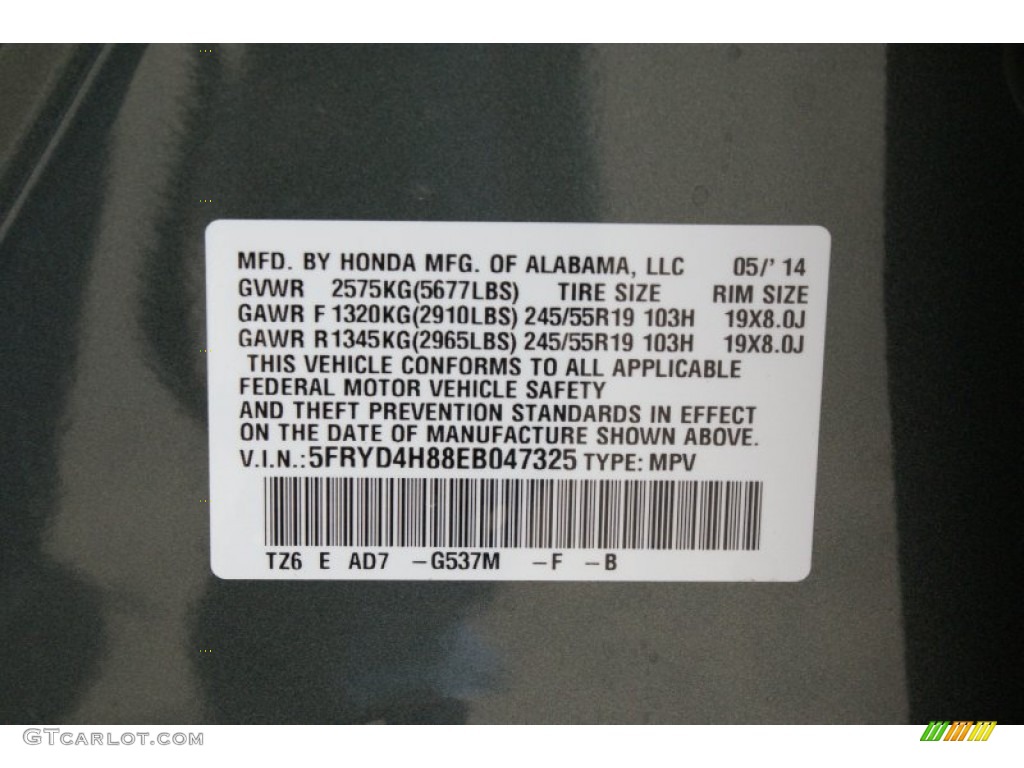 MFD. BY HONDA MFG. OF ALABAMA, LLC 05/' 14
GVWR 2575KG(5677LBS) TIRE SIZE RIM SIZE
GAWR F 1320KG(2910LBS) 245/55R19 103H 19X8.0J
GAWR R1345KG(2965LBS) 245/55R19 103H 19X8.0J
THIS VEHICLE CONFORMS TO ALL APPLICABLE
FEDERAL MOTOR VEHICLE SAFETY
AND THEFT PREVENTION STANDARDS IN EFFECT
ON THE DATE OF MANUFACTURE SHOWN ABOVE.
V.I.N.:5FRYD4H88EB047325 TYPE: MPV
TZ6 E AD7 –G537M –F –B
GTCarlot.com